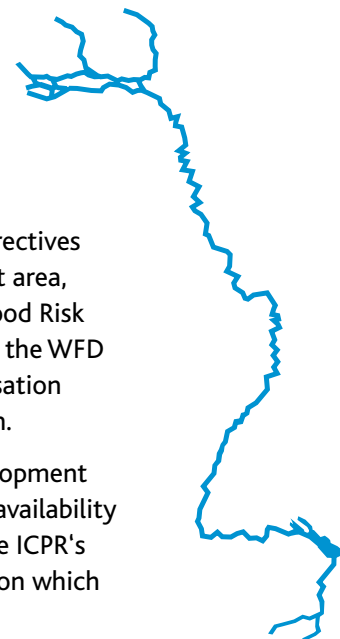 rectives
t area,
ood Risk
the WFD
sation
n.
opment
availability
e ICPR's
on which